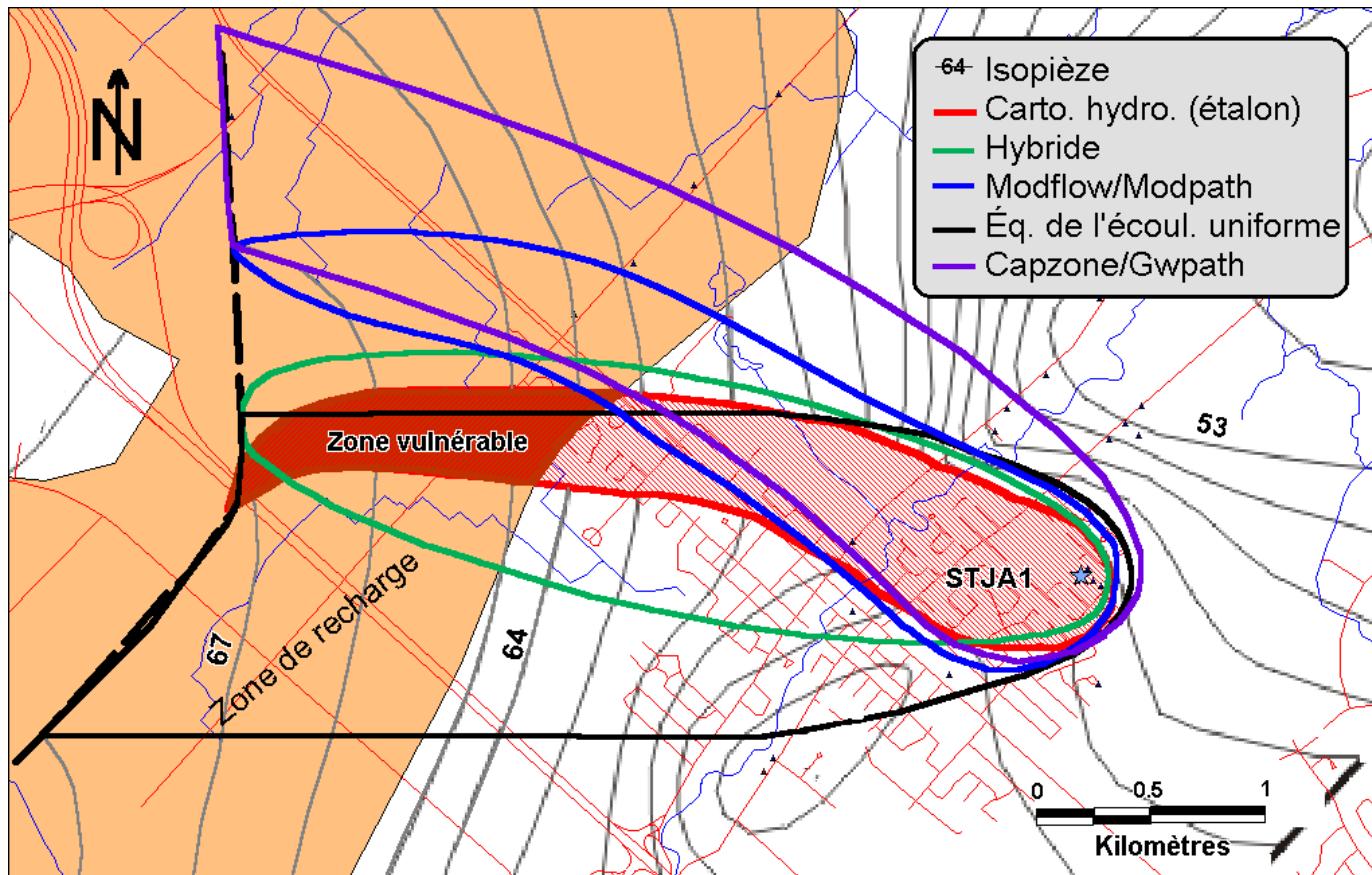 N
64 Isopièze
Carto. hydro. (étalon)
Hybride
Modflow/Modpath
Éq. de l'écoul. uniforme
Capzone/Gwpath
53
Zone vulnérable
STJA1
Zone de recharge
67
64
0 0.5 1
Kilomètres